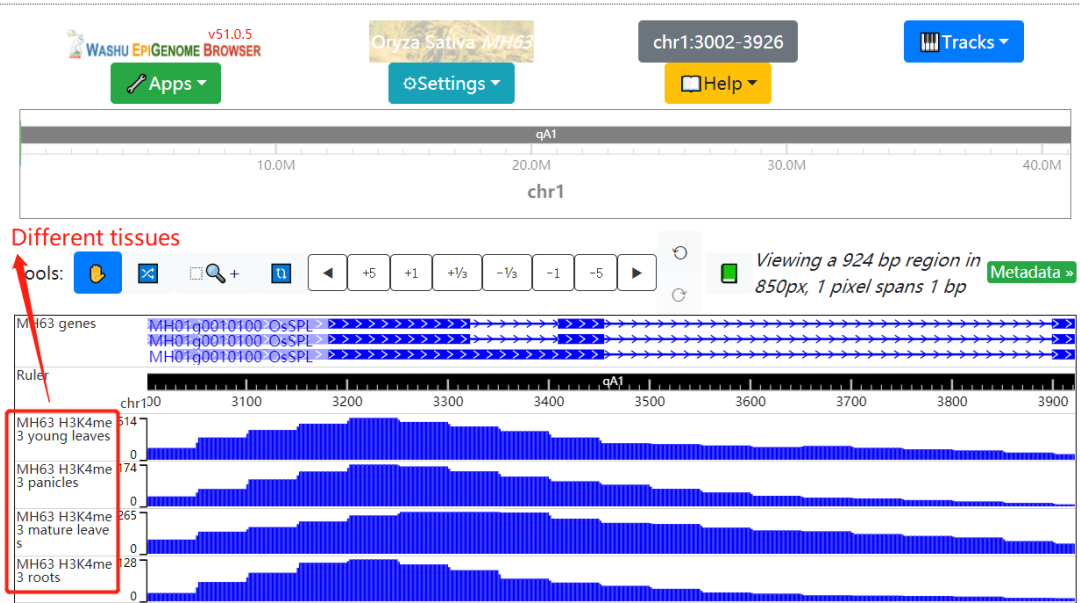 v51.0.5
WASHU EPIGENOME BROWSER
Oryza Sativa MH63
chr1:3002-3926
Tracks
Apps
Settings
Help
qA1
10.0M 20.0M 30.0M 40.0M
chr1
Different tissues
ools:
+5 +1 +⅓ -⅓ -1 -5
Viewing a 924 bp region in
850px, 1 pixel spans 1 bp
Metadata »
MH63 genes
MH01g0010100 OsSPL
MH01g0010100 OsSPL
MH01g0010100 OsSPL
Ruler
qA1
chr1 00 3100 3200 3300 3400 3500 3600 3700 3800 3900
MH63 H3K4me
3 young leaves
514
0
MH63 H3K4me
3 panicles
174
0
MH63 H3K4me
3 mature leave
s
265
0
MH63 H3K4me
3 roots
128
0